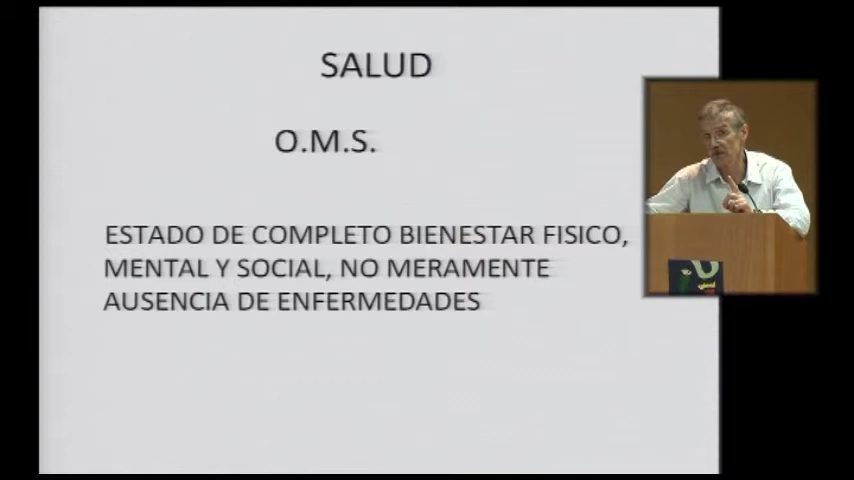 SALUD
O.M.S.
ESTADO DE COMPLETO BIENESTAR FISICO,
MENTAL Y SOCIAL, NO MERAMENTE
AUSENCIA DE ENFERMEDADES